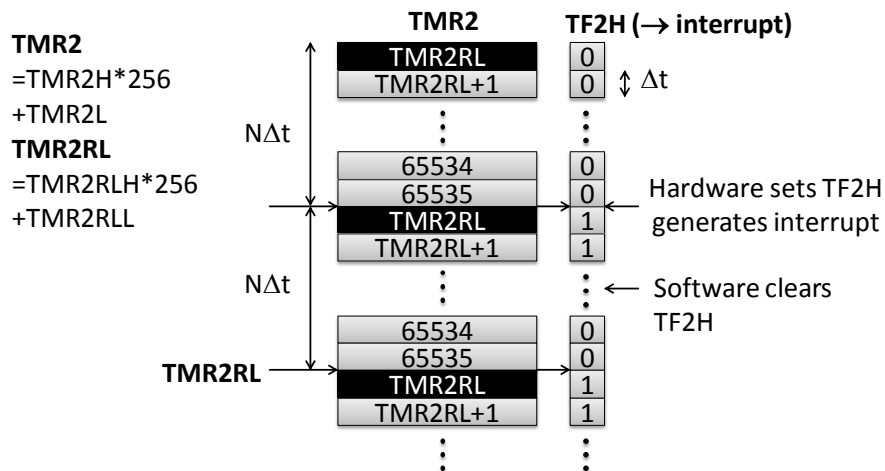 TMR2
TF2H (→ interrupt)
TMR2
=TMR2H*256
+TMR2L
TMR2RL
=TMR2RLH*256
+TMR2RLL
NΔt
NΔt
TMR2RL
TMR2RL
TMR2RL+1
65534
65535
TMR2RL
TMR2RL+1
65534
65535
TMR2RL
TMR2RL+1
0
0
0
0
1
1
0
0
1
1
Δt
Hardware sets TF2H
generates interrupt
Software clears
TF2H